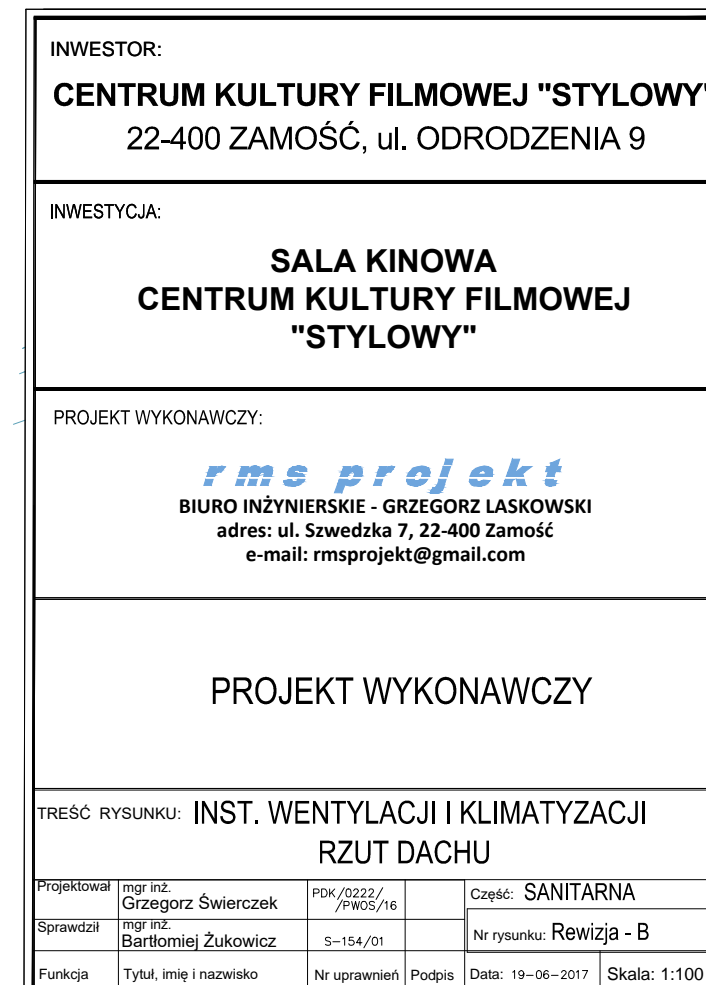 INWESTOR:
CENTRUM KULTURY FILMOWEJ "STYLOWY"
22-400 ZAMOŚĆ, ul. ODRODZENIA 9
INWESTYCJA:
SALA KINOWA
CENTRUM KULTURY FILMOWEJ
"STYLOWY"
PROJEKT WYKONAWCZY:
rms projekt
BIURO INŻYNIERSKIE - GRZEGORZ LASKOWSKI
adres: ul. Szwedzka 7, 22-400 Zamość
e-mail: rmsprojekt@gmail.com
PROJEKT WYKONAWCZY
TREŚĆ RYSUNKU: INST. WENTYLACJI I KLIMATYZACJI
RZUT DACHU
Projektował mgr inż. Grzegorz Świerczek PDK/0222/ /PWOS/16 Część: SANITARNA
Sprawdził mgr inż. Bartłomiej Żukowicz S-154/01 Nr rysunku: Rewizja - B
Funkcja Tytuł, imię i nazwisko Nr uprawnień Podpis Data: 19-06-2017 Skala: 1:100